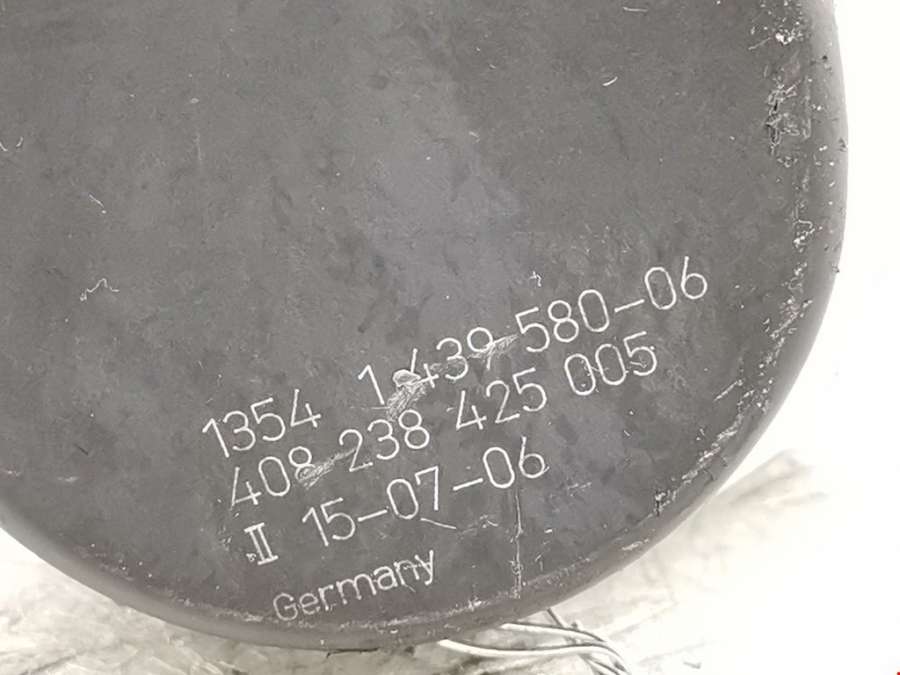 1354 1 439 580-06
408 238 425 005
II 15-07-06
Germany